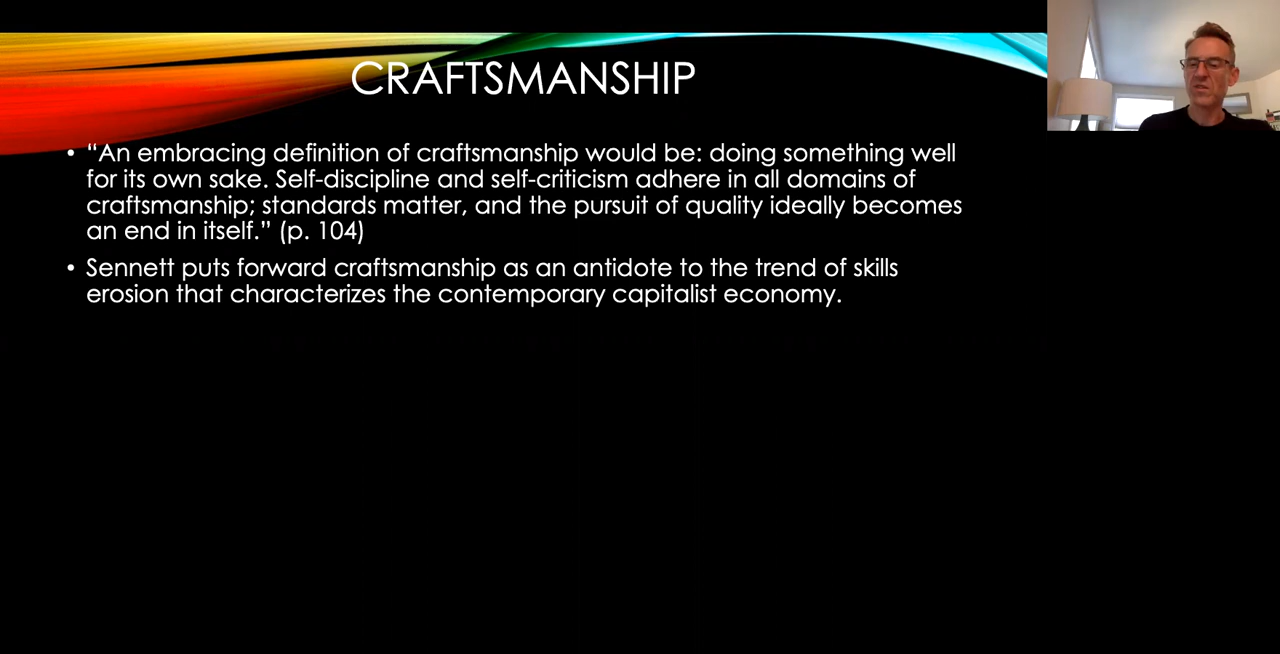 CRAFTSMANSHIP
• “An embracing definition of craftsmanship would be: doing something well
for its own sake. Self-discipline and self-criticism adhere in all domains of
craftsmanship; standards matter, and the pursuit of quality ideally becomes
an end in itself.” (p. 104)
• Sennett puts forward craftsmanship as an antidote to the trend of skills
erosion that characterizes the contemporary capitalist economy.